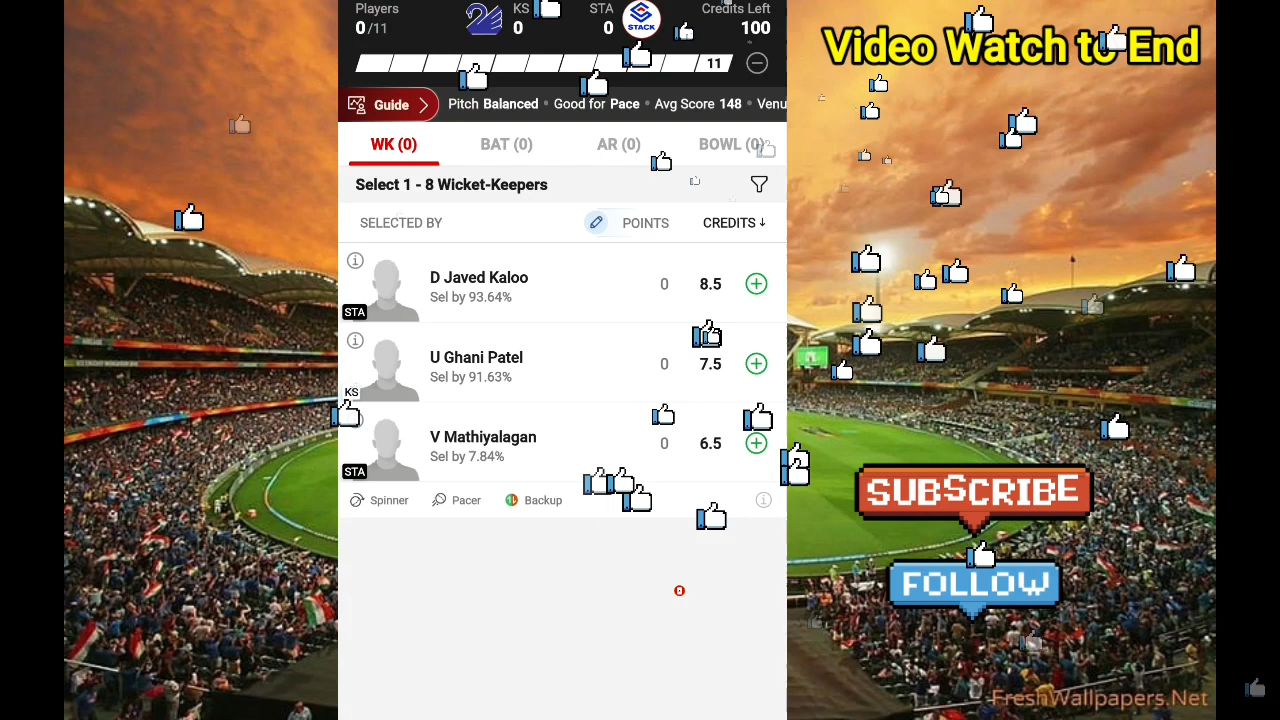 Players
KS
STA
Credits Left
0/11
0
0
STACK
100
11
Guide
Pitch Balanced • Good for Pace • Avg Score 148 • Venu
WK (0)
BAT (0)
AR (0)
BOWL (0)
Select 1 - 8 Wicket-Keepers
SELECTED BY
POINTS
CREDITS↓
D Javed Kaloo
Sel by 93.64%
0
8.5
STA
U Ghani Patel
Sel by 91.63%
0
7.5
KS
V Mathiyalagan
Sel by 7.84%
0
6.5
STA
Spinner
Pacer
Backup
Video Watch to End
SUBSCRIBE
FOLLOW
FreshWallpapers.Net